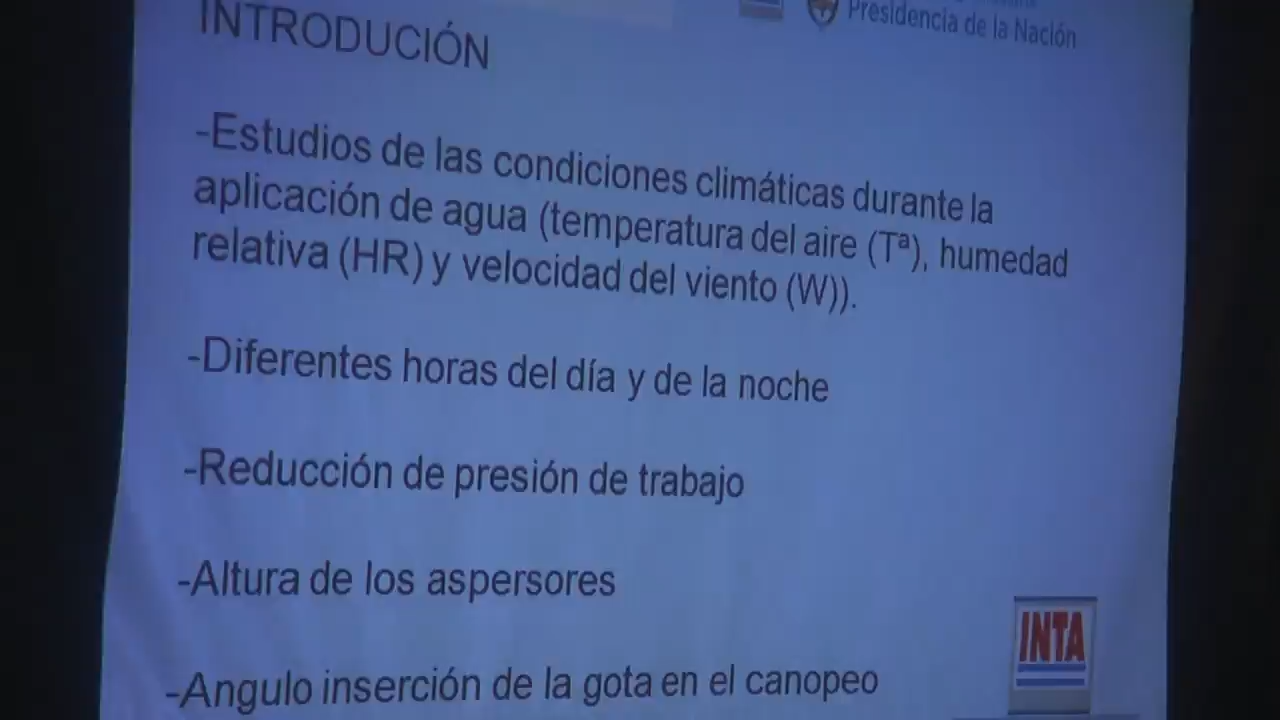 Presidencia de la Nación
INTRODUCIÓN
-Estudios de las condiciones climáticas durante la
aplicación de agua (temperatura del aire (Tª), humedad
relativa (HR) y velocidad del viento (W)).
-Diferentes horas del día y de la noche
-Reducción de presión de trabajo
-Altura de los aspersores
-Angulo inserción de la gota en el canopeo
INTA